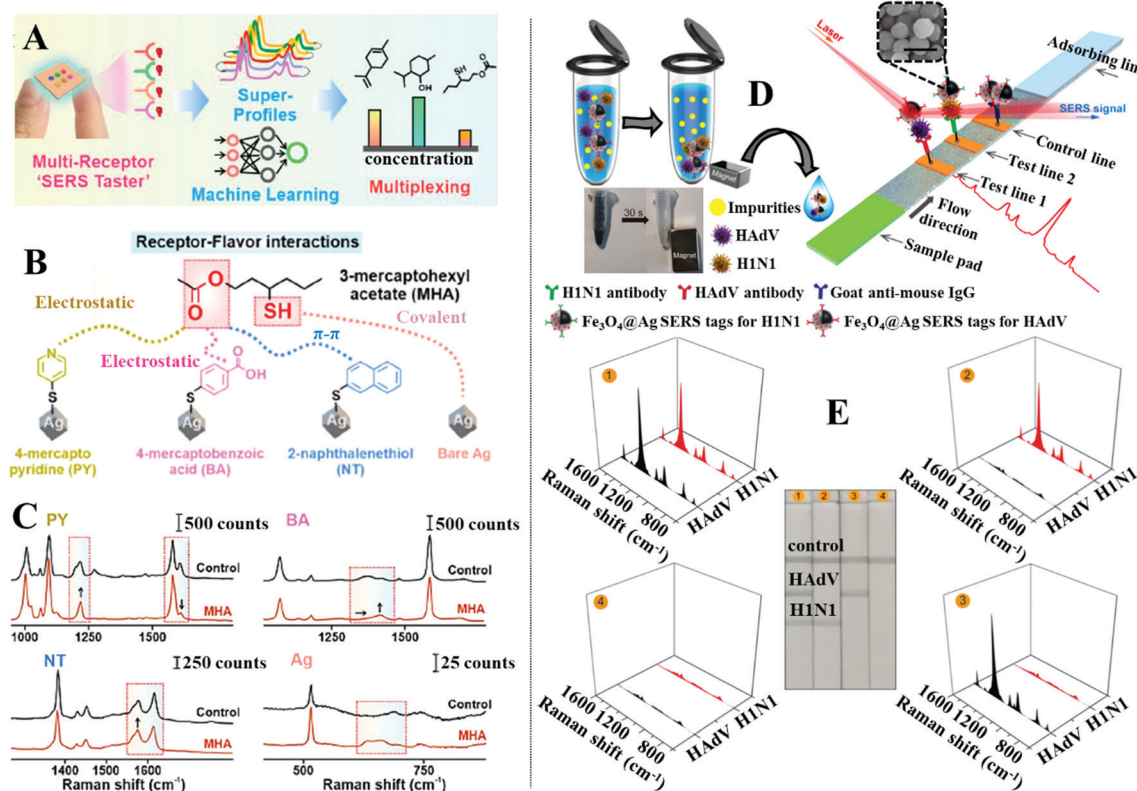 A
Multi-Receptor
'SERS Taster'
Super-
Profiles
Machine Learning
OH
SH
O
O
concentration
Multiplexing
B
Receptor-Flavor interactions
O
O
SH
3-mercaptohexyl
acetate (MHA)
Electrostatic
Covalent
Electrostatic
π-π
N
S
Ag
O
OH
S
Ag
S
Ag
Ag
4-mercapto
pyridine (PY)
4-mercaptobenzoic
acid (BA)
2-naphthalenethiol
(NT)
Bare Ag
C
PY
500 counts
Control
MHA
1000 1250 1500
BA
500 counts
Control
MHA
1250 1500
NT
250 counts
Control
MHA
1400 1500 1600
Raman shift (cm-1)
Ag
25 counts
Control
MHA
500 750
Raman shift (cm-1)
D
Magnet
30 s
Magnet
Impurities
HAdV
H1N1
Laser
Adsorbing lin
SERS signal
Control line
Test line 2
Test line 1
Flow
direction
Sample pad
H1N1 antibody
HAdV antibody
Goat anti-mouse IgG
Fe3O4@Ag SERS tags for H1N1
Fe3O4@Ag SERS tags for HAdV
E
1
1600 1200 800
Raman shift (cm-1)
HAdV
H1N1
2
1600 1200 800
Raman shift (cm-1)
HAdV
H1N1
1 2 3 4
control
HAdV
H1N1
4
1600 1200 800
Raman shift (cm-1)
HAdV
H1N1
3
1600 1200 800
Raman shift (cm-1)
HAdV
H1N1